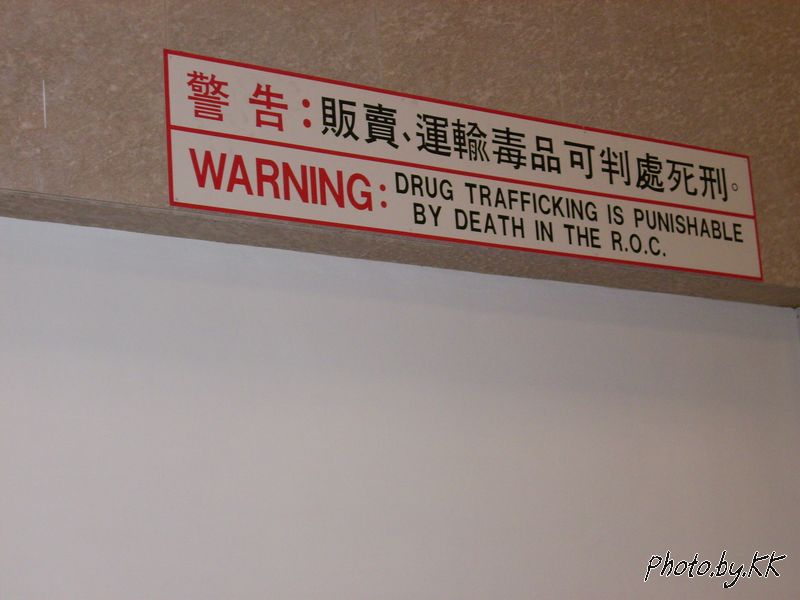 警告：販賣、運輸毒品可判處死刑。
WARNING: DRUG TRAFFICKING IS PUNISHABLE
BY DEATH IN THE R.O.C.
Photo.by.KK